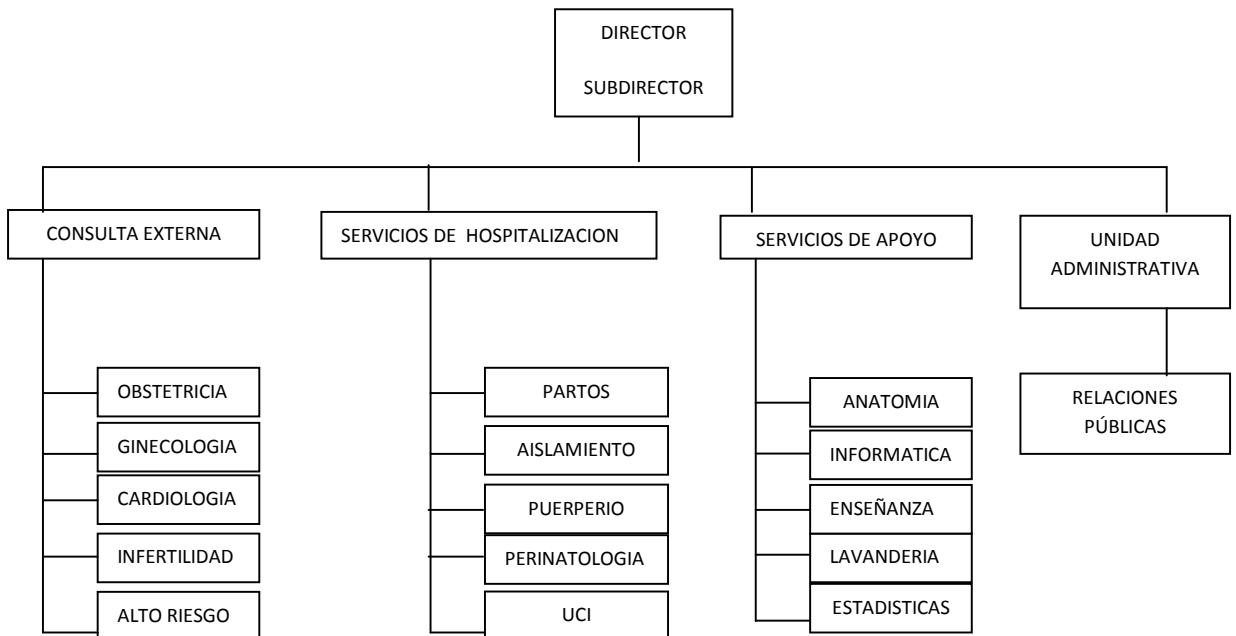 DIRECTOR
SUBDIRECTOR
CONSULTA EXTERNA
SERVICIOS DE HOSPITALIZACION
SERVICIOS DE APOYO
UNIDAD
ADMINISTRATIVA
OBSTETRICIA
GINECOLOGIA
CARDIOLOGIA
INFERTILIDAD
ALTO RIESGO
PARTOS
AISLAMIENTO
PUERPERIO
PERINATOLOGIA
UCI
ANATOMIA
INFORMATICA
ENSEÑANZA
LAVANDERIA
ESTADISTICAS
RELACIONES
PÚBLICAS